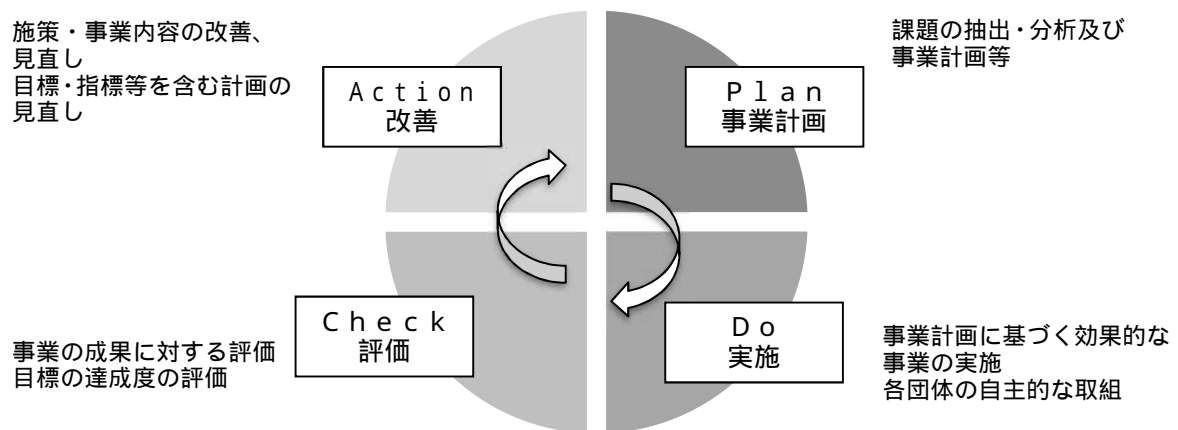 施策・事業内容の改善、
見直し
目標・指標等を含む計画の
見直し
Action
改善
Plan
事業計画
課題の抽出・分析及び
事業計画等
Check
評価
事業の成果に対する評価
目標の達成度の評価
Do
実施
事業計画に基づく効果的な
事業の実施
各団体の自主的な取組